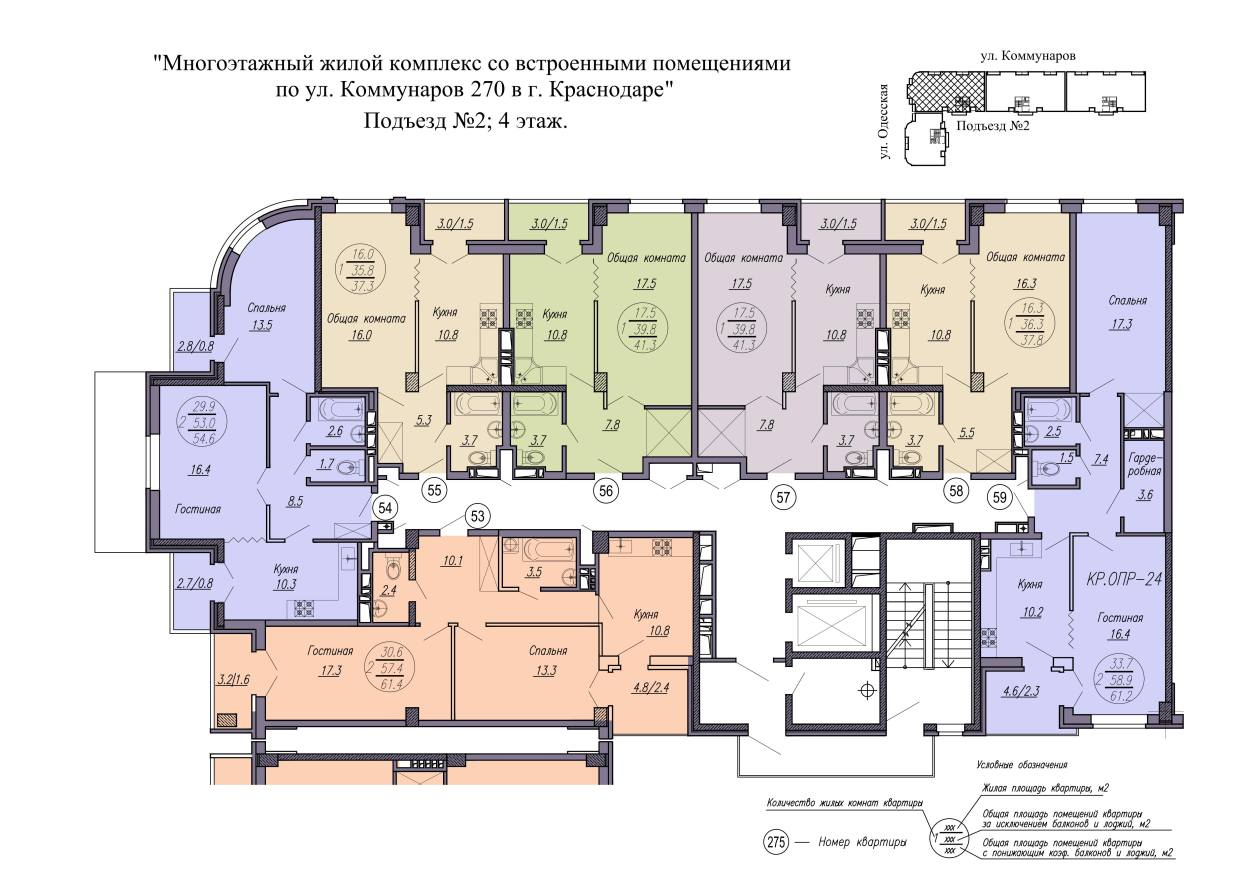 "Многоэтажный жилой комплекс со встроенными помещениями
по ул. Коммунаров 270 в г. Краснодаре"
Подъезд №2; 4 этаж.
ул. Коммунаров
ул. Одесская
Подъезд №2
3.0/1.5
3.0/1.5
3.0/1.5
3.0/1.5
16.0
1 35.8
37.3
Общая комната
16.0
Кухня
10.8
Кухня
10.8
Общая комната
17.5
17.5
1 39.8
41.3
Общая комната
17.5
17.5
1 39.8
41.3
Кухня
10.8
Кухня
10.8
Общая комната
16.3
16.3
1 36.3
37.8
Спальня
17.3
Спальня
13.5
2.8/0.8
29.9
2 53.0
54.6
16.4
Гостиная
2.6
1.7
8.5
5.3
3.7
3.7
7.8
7.8
3.7
3.7
5.5
2.5
1.5
7.4
Гарде-
робная
3.6
54
55
53
56
57
58
59
2.7/0.8
Кухня
10.3
2.4
10.1
3.5
Кухня
10.8
Кухня
10.2
КР.ОПР-24
Гостиная
16.4
3.2/1.6
Гостиная
17.3
30.6
2 57.4
61.4
Спальня
13.3
4.8/2.4
4.6/2.3
33.7
2 58.9
61.2
Условные обозначения
Жилая площадь квартиры, м2
Количество жилых комнат квартиры
Общая площадь помещений квартиры
за исключением балконов и лоджий, м2
1 xxx
xxx
xxx
275 — Номер квартиры
Общая площадь помещений квартиры
с понижающим коэф. балконов и лоджий, м2